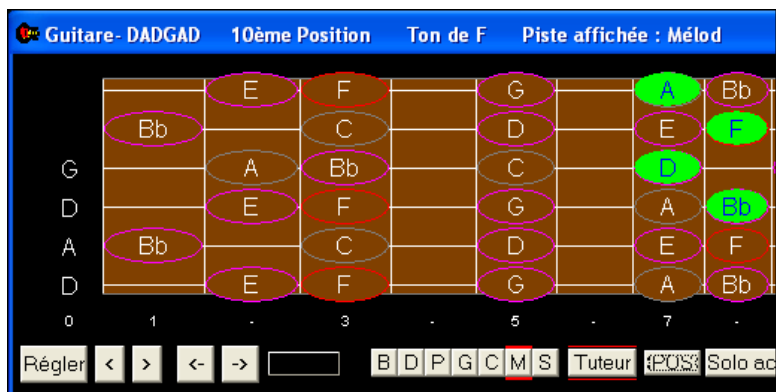 Guitare- DADGAD 10ème Position Ton de F Piste affichée : Mélod
E F G A Bb
Bb C D E F
G A Bb C D
D E F G A Bb
A Bb C D E F
D E F G A Bb
0 1 - 3 - 5 - 7 -
Régler < > <- -> B D P G C M S Tuteur (POS) Solo ac